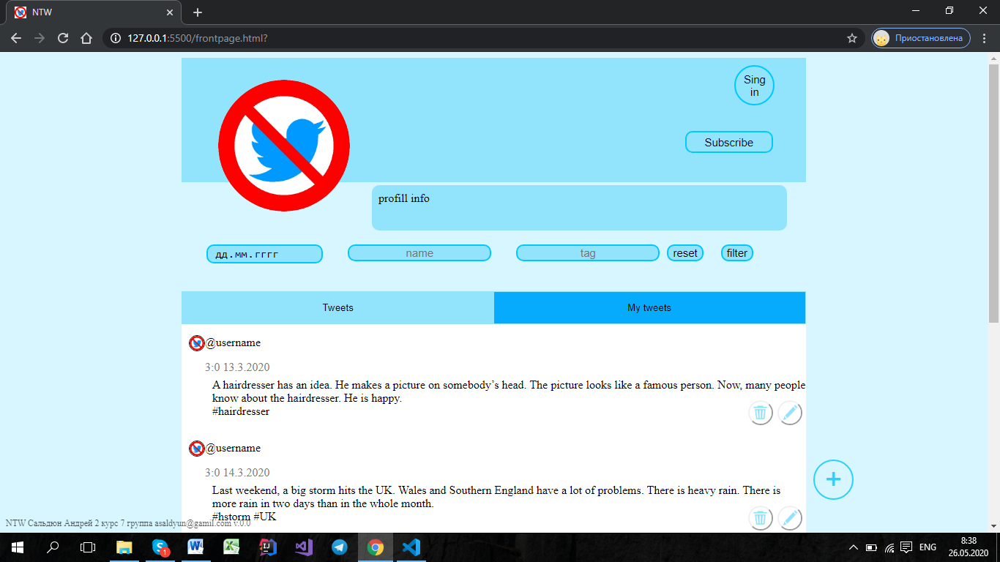 NTW
127.0.0.1:5500/frontpage.html?
Приостановлена
Sing
in
Subscribe
profill info
дд.мм.гггг
name
tag
reset
filter
Tweets
My tweets
@username
3:0 13.3.2020
A hairdresser has an idea. He makes a picture on somebody’s head. The picture looks like a famous person. Now, many people
know about the hairdresser. He is happy.
#hairdresser
@username
3:0 14.3.2020
Last weekend, a big storm hits the UK. Wales and Southern England have a lot of problems. There is heavy rain. There is
more rain in two days than in the whole month.
#hstorm #UK
NTW Сальдюн Андрей 2 курс 7 группа asaldyun@gamil.com v.0.0
1
ENG
8:38
26.05.2020